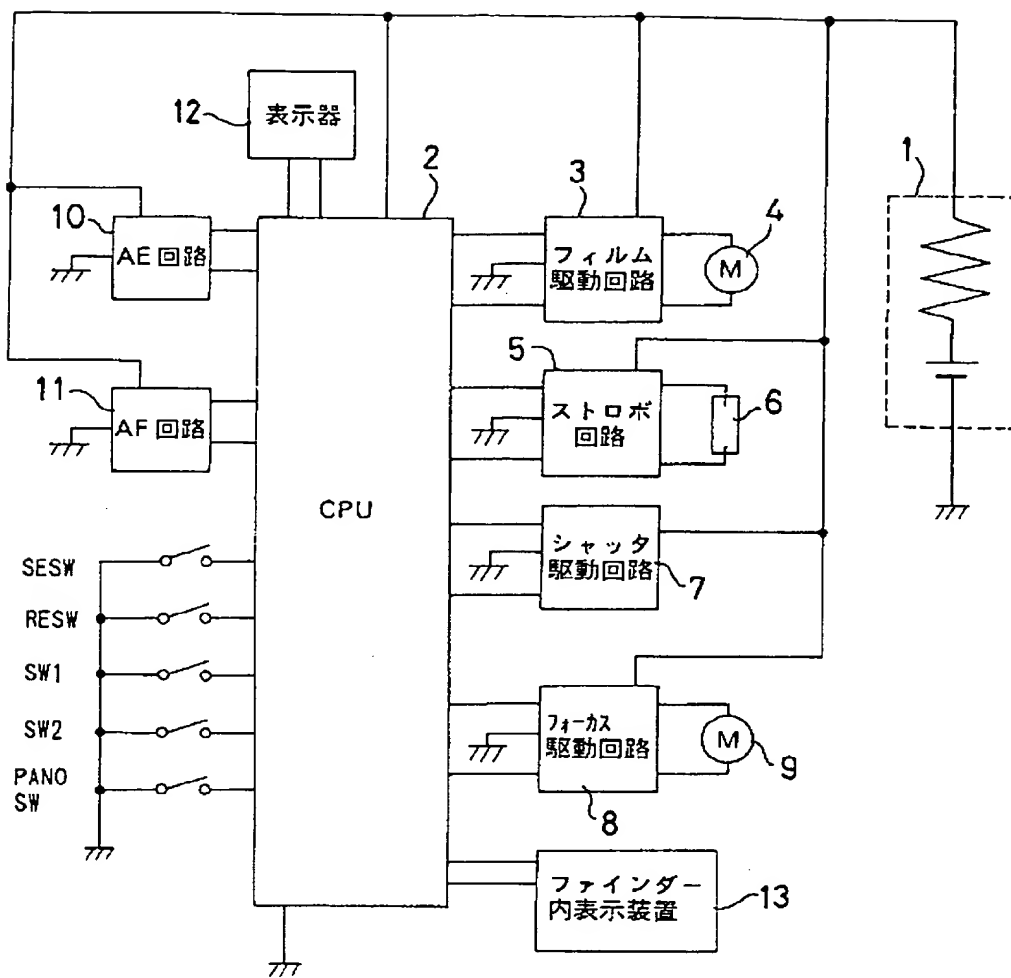 12
表示器
2
3
1
10
AE 回路
フィルム
駆動回路
4
M
5
11
AF 回路
ストロボ
回路
6
CPU
シャッタ
駆動回路
7
SESW
RESW
SW1
SW2
PANO
SW
フォーカス
駆動回路
M
9
8
ファインダー
内表示装置
13